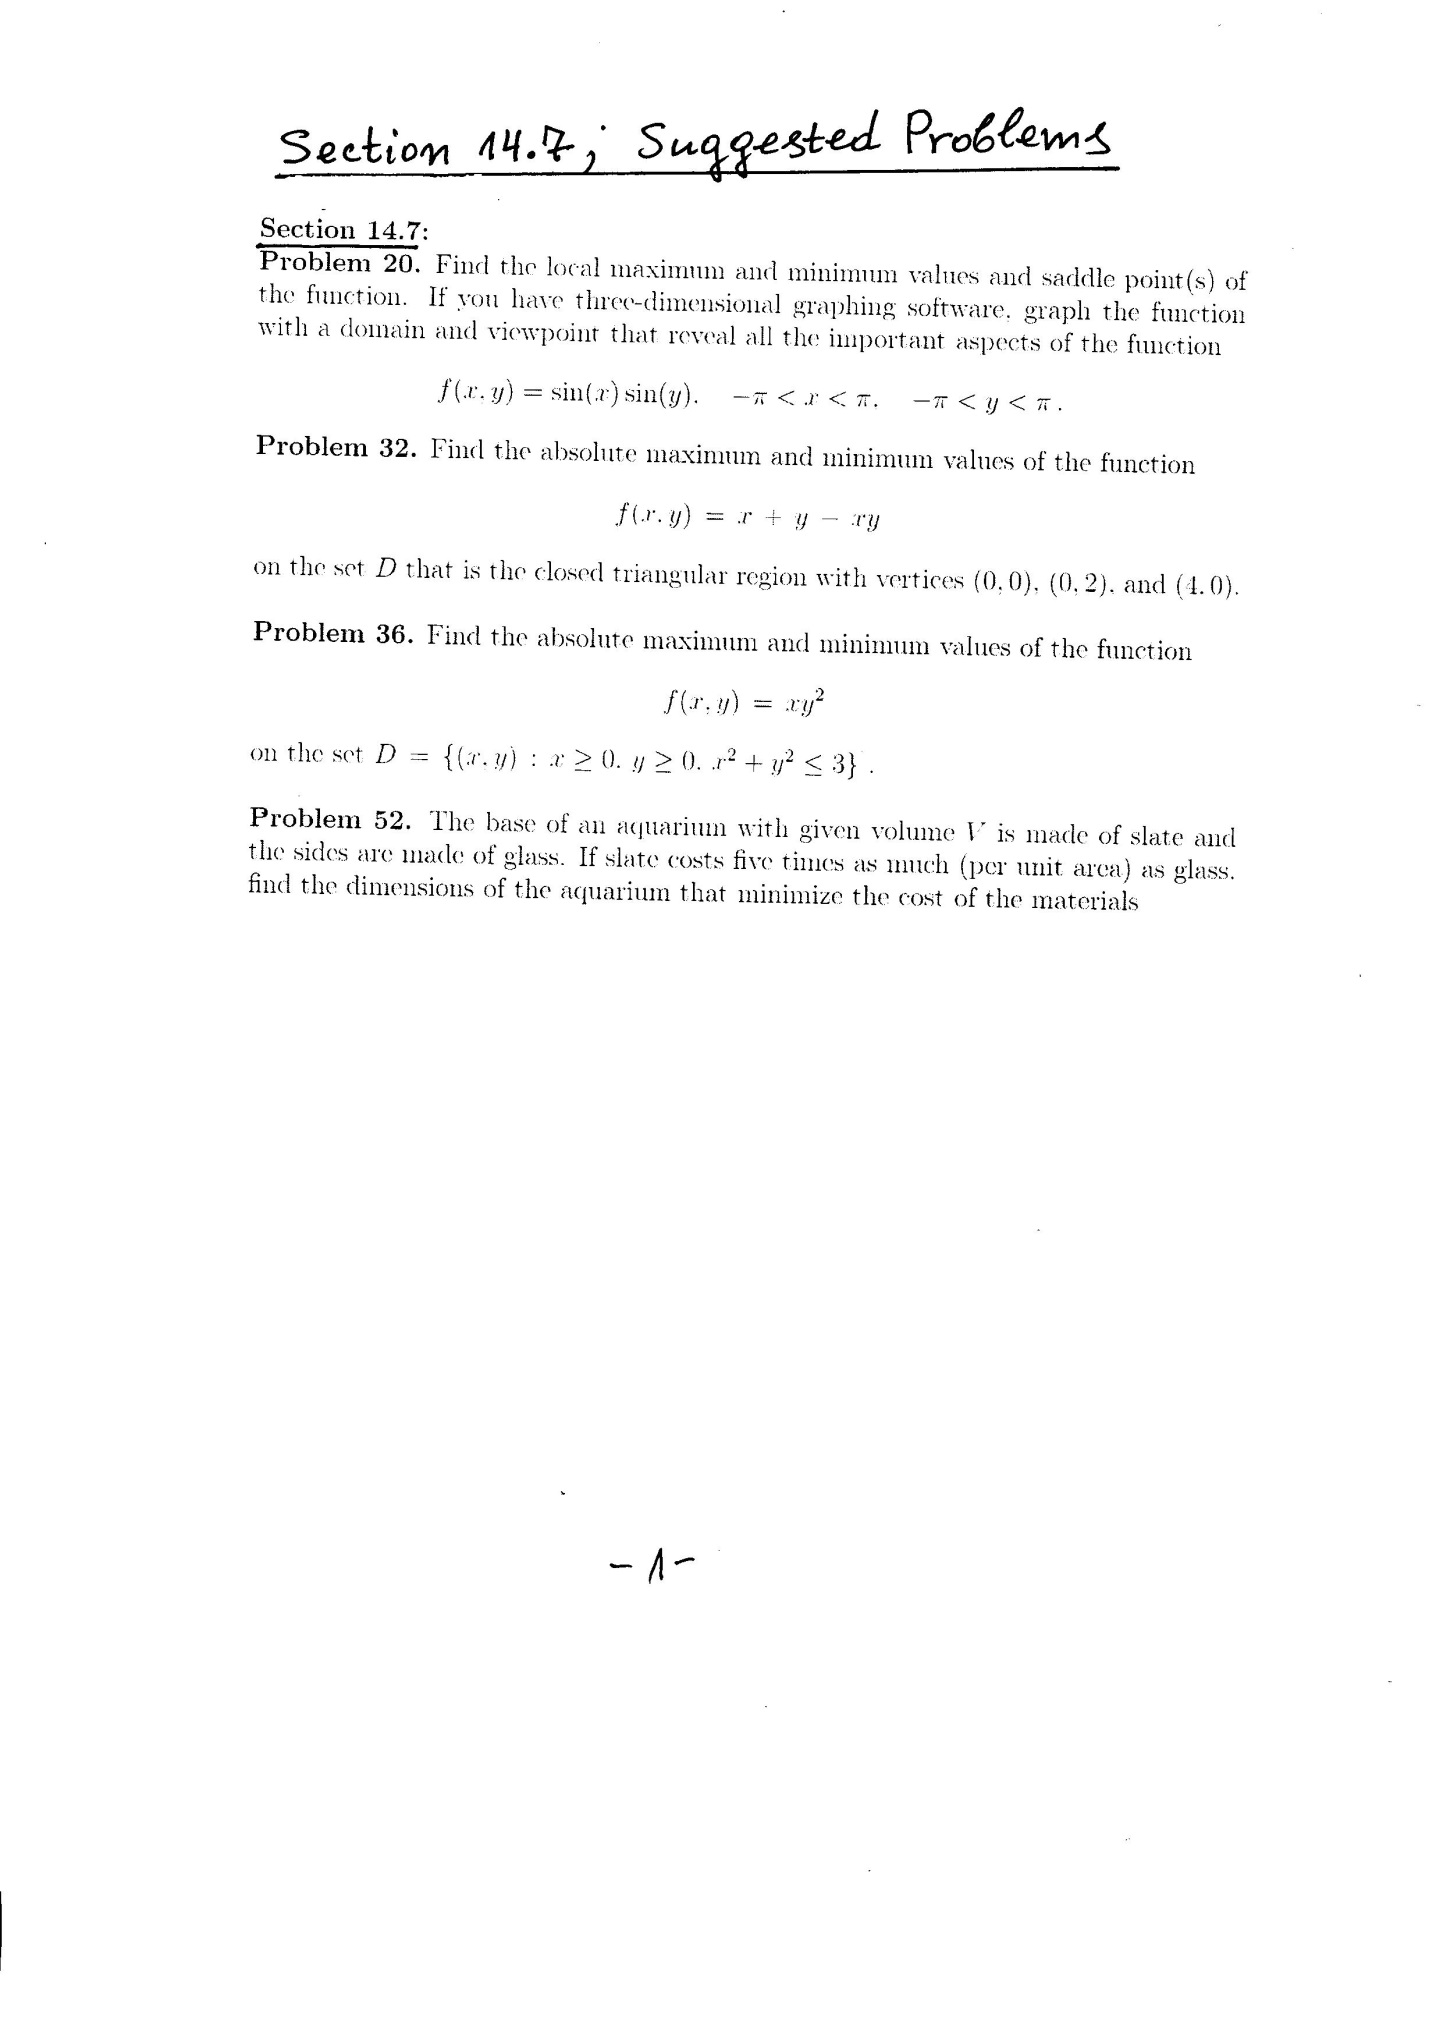 Section 14.7; Suggested Problems
Section 14.7:
Problem 20. Find the local maximum and minimum values and saddle point(s) of
the function. If you have three-dimensional graphing software, graph the function
with a domain and viewpoint that reveal all the important aspects of the function
f(x, y) = sin(x) sin(y), −π < x < π, −π < y < π .
Problem 32. Find the absolute maximum and minimum values of the function
f(x, y) = x + y − xy
on the set D that is the closed triangular region with vertices (0, 0), (0, 2), and (4, 0).
Problem 36. Find the absolute maximum and minimum values of the function
f(x, y) = xy²
on the set D = {(x, y) : x ≥ 0, y ≥ 0, x² + y² ≤ 3} .
Problem 52. The base of an aquarium with given volume V is made of slate and
the sides are made of glass. If slate costs five times as much (per unit area) as glass,
find the dimensions of the aquarium that minimize the cost of the materials
-1-